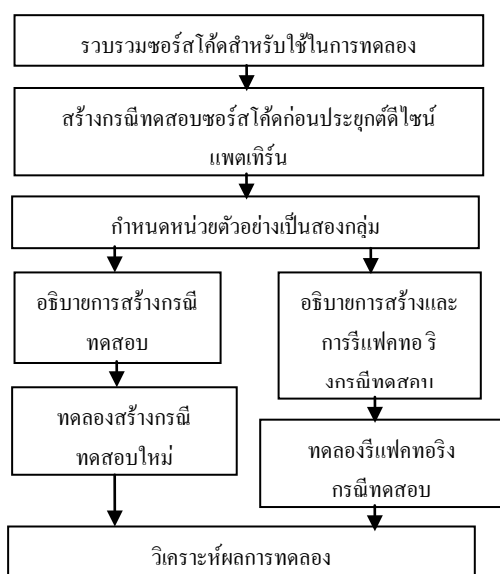 รวบรวมซอร์สโค้ดสำหรับใช้ในการทดลอง
สร้างกรณีทดสอบซอร์สโค้ดก่อนประยุกต์ดีไซน์
แพตเทิร์น
กำหนดหน่วยตัวอย่างเป็นสองกลุ่ม
อธิบายการสร้างกรณี
ทดสอบ
อธิบายการสร้างและ
การรีแฟคทอริ
งกรณีทดสอบ
ทดลองสร้างกรณี
ทดสอบใหม่
ทดลองรีแฟคทอริง
กรณีทดสอบ
วิเคราะห์ผลการทดลอง